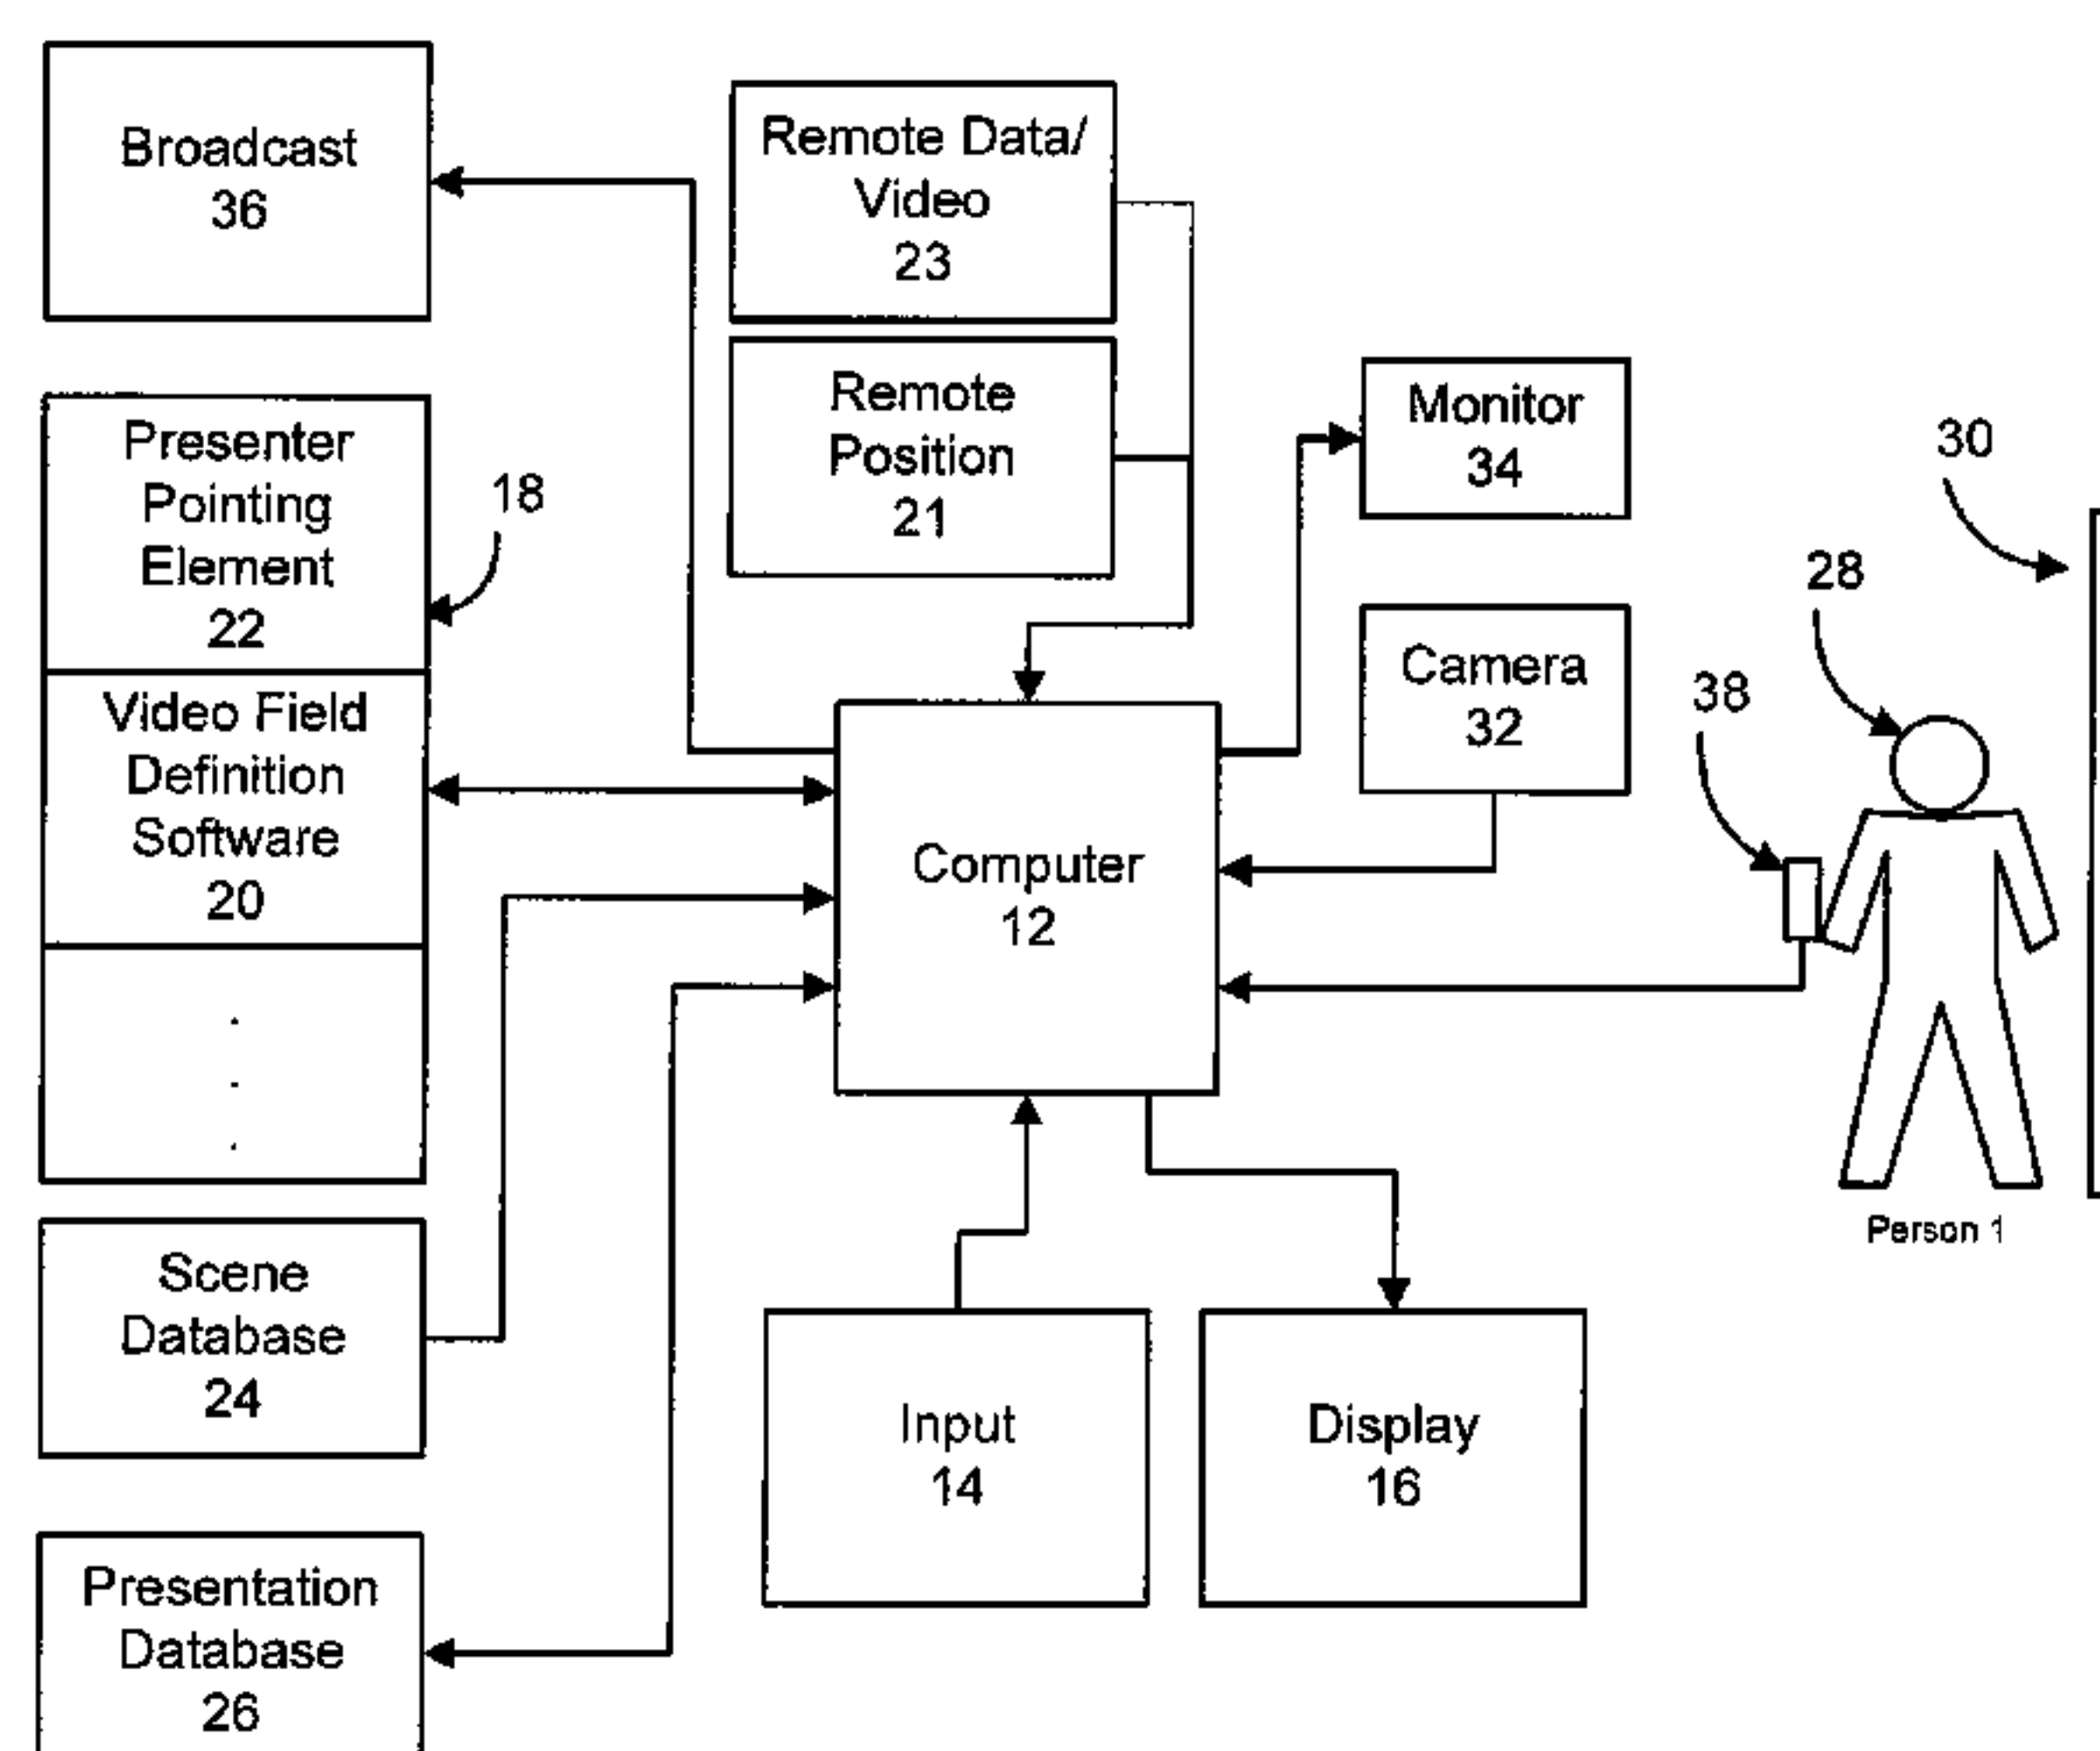 Broadcast
36
Remote Data/
Video
23
Remote
Position
21
Monitor
34
30
Presenter
Pointing
Element
22
18
28
Camera
32
38
Video Field
Definition
Software
20
.
.
.
Computer
12
Person 1
Scene
Database
24
Input
14
Display
16
Presentation
Database
26